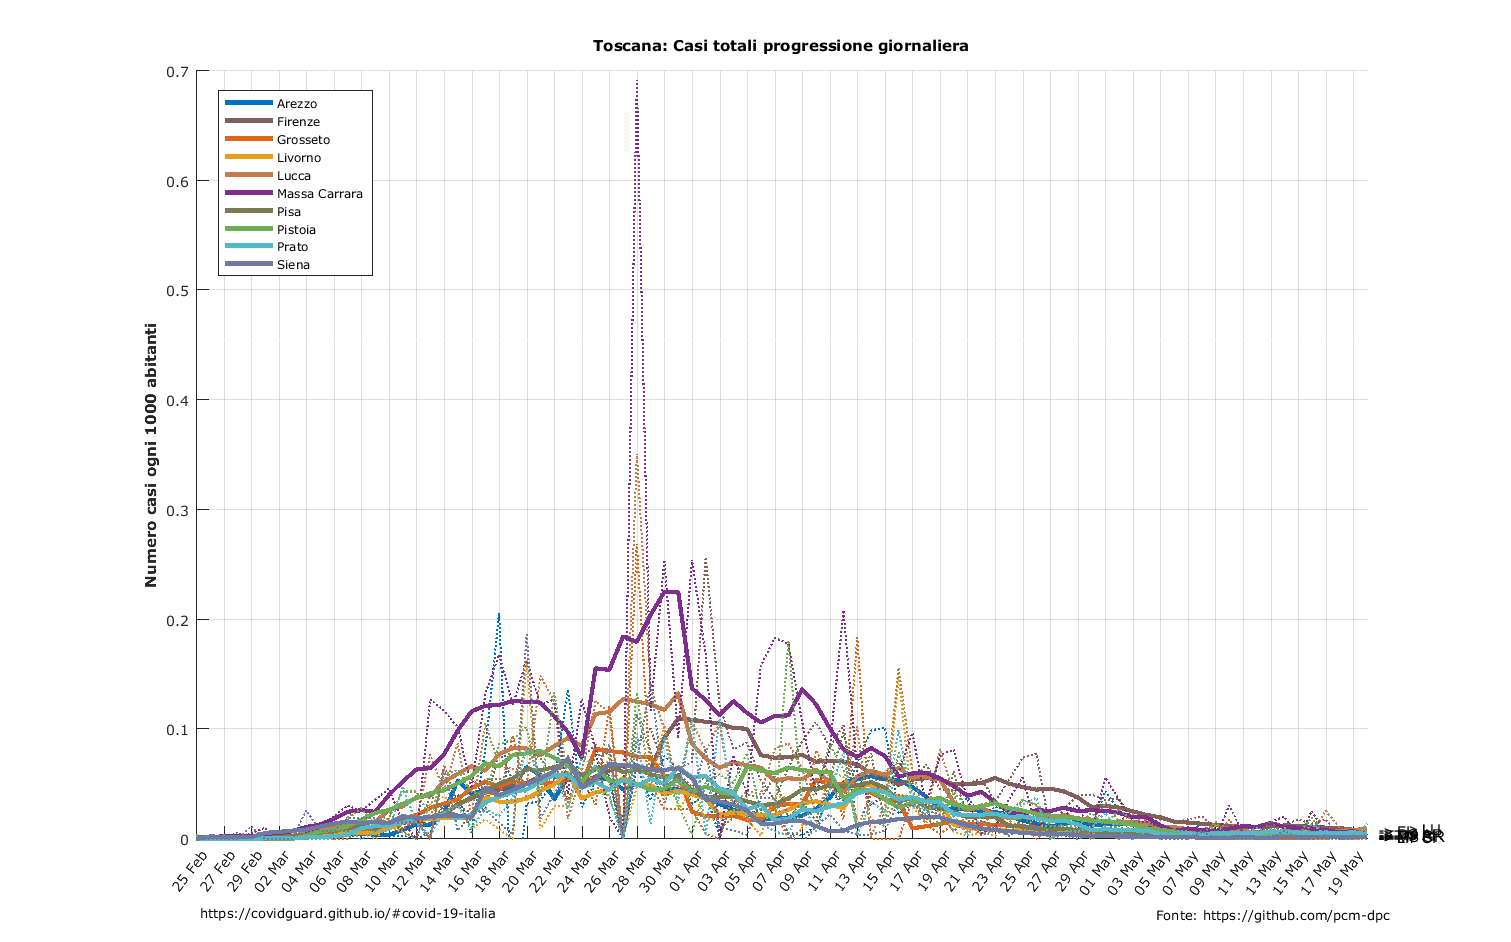 Toscana: Casi totali progressione giornaliera
Numero casi ogni 1000 abitanti
0.7
0.6
0.5
0.4
0.3
0.2
0.1
0
Arezzo
Firenze
Grosseto
Livorno
Lucca
Massa Carrara
Pisa
Pistoia
Prato
Siena
25 Feb
27 Feb
29 Feb
02 Mar
04 Mar
06 Mar
08 Mar
10 Mar
12 Mar
14 Mar
16 Mar
18 Mar
20 Mar
22 Mar
24 Mar
26 Mar
28 Mar
30 Mar
01 Apr
03 Apr
05 Apr
07 Apr
09 Apr
11 Apr
13 Apr
15 Apr
17 Apr
19 Apr
21 Apr
23 Apr
25 Apr
27 Apr
29 Apr
01 May
03 May
05 May
07 May
09 May
11 May
13 May
15 May
17 May
19 May
https://covidguard.github.io/#covid-19-italia
Fonte: https://github.com/pcm-dpc